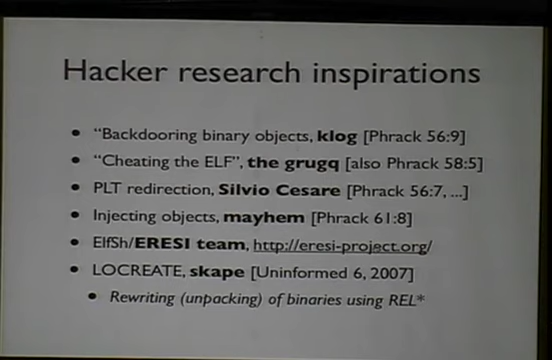 Hacker research inspirations
• "Backdooring binary objects, klog [Phrack 56:9]
• "Cheating the ELF", the grugq [also Phrack 58:5]
• PLT redirection, Silvio Cesare [Phrack 56:7, ...]
• Injecting objects, mayhem [Phrack 61:8]
• ElfSh/ERESI team, http://eresi-project.org/
• LOCREATE, skape [Uninformed 6, 2007]
• Rewriting (unpacking) of binaries using REL*